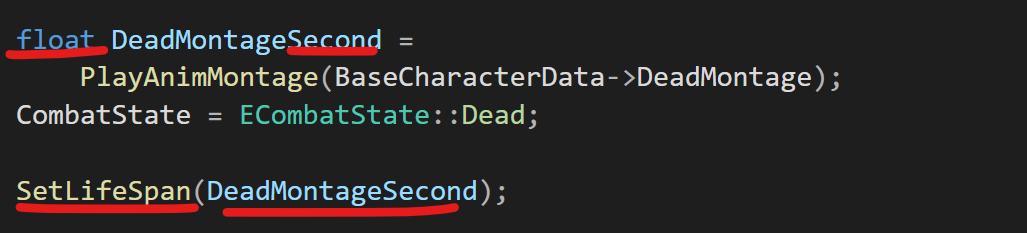 float DeadMontageSecond =
    PlayAnimMontage(BaseCharacterData->DeadMontage);
CombatState = ECombatState::Dead;
SetLifeSpan(DeadMontageSecond);